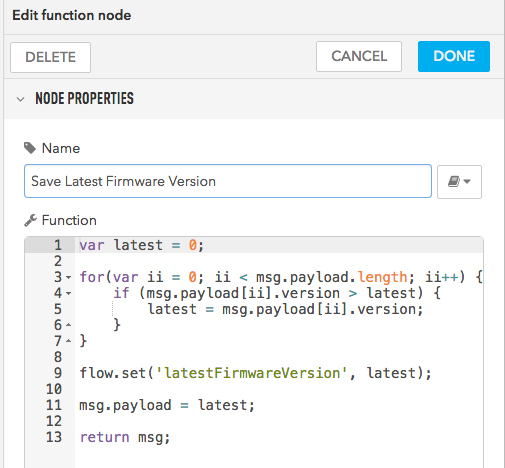 Edit function node
DELETE CANCEL DONE
NODE PROPERTIES
Name
Save Latest Firmware Version
Function
1 var latest = 0;
2
3 for(var ii = 0; ii < msg.payload.length; ii++) {
4 if (msg.payload[ii].version > latest) {
5 latest = msg.payload[ii].version;
6 }
7 }
8
9 flow.set('latestFirmwareVersion', latest);
10
11 msg.payload = latest;
12
13 return msg;